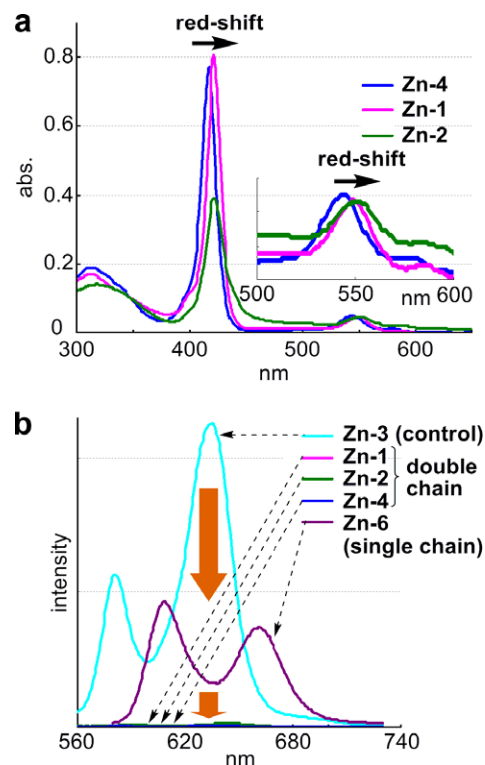 a
red-shift
0.8
0.6
0.4
0.2
0
abs.
Zn-4
Zn-1
Zn-2
red-shift
500
550
nm
600
300
400
500
600
nm
b
Zn-3 (control)
Zn-1
Zn-2
Zn-4
double
chain
Zn-6
(single chain)
intensity
560
620
680
740
nm